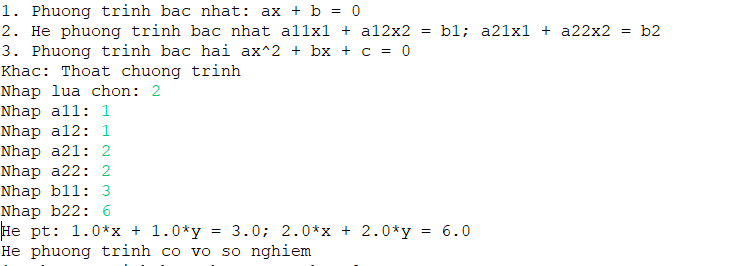 1. Phuong trinh bac nhat: ax + b = 0
2. He phuong trinh bac nhat a11x1 + a12x2 = b1; a21x1 + a22x2 = b2
3. Phuong trinh bac hai ax^2 + bx + c = 0
Khac: Thoat chuong trinh
Nhap lua chon: 2
Nhap a11: 1
Nhap a12: 1
Nhap a21: 2
Nhap a22: 2
Nhap b11: 3
Nhap b22: 6
He pt: 1.0*x + 1.0*y = 3.0; 2.0*x + 2.0*y = 6.0
He phuong trinh co vo so nghiem